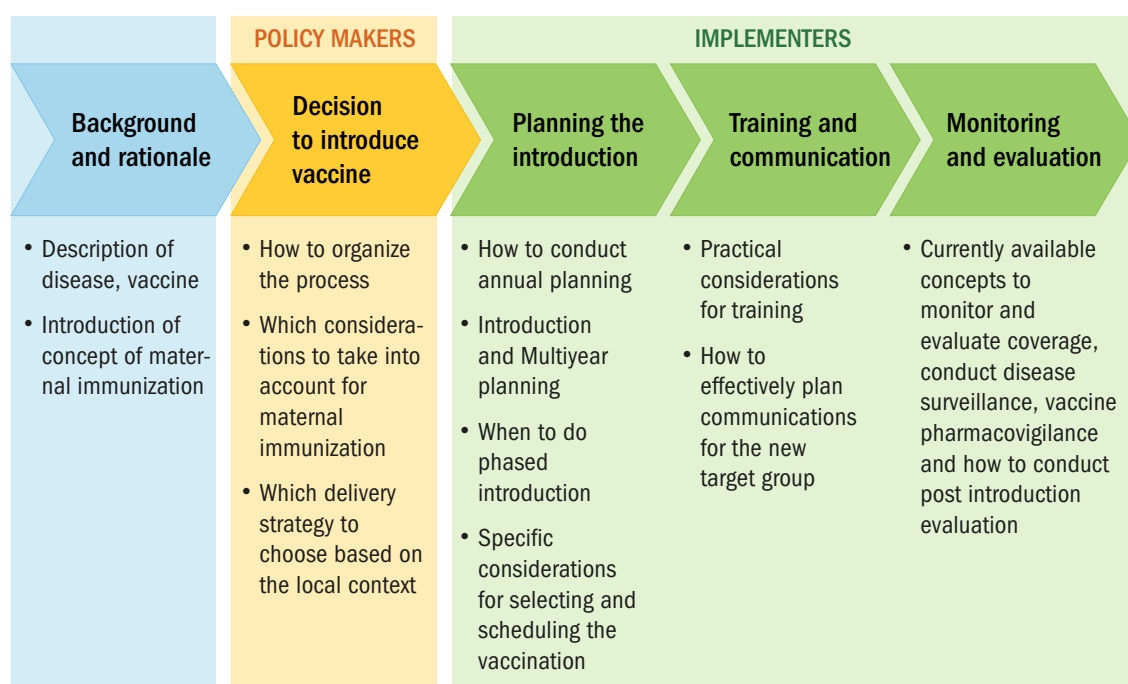 POLICY MAKERS
IMPLEMENTERS
Background
and rationale
Decision
to introduce
vaccine
Planning the
introduction
Training and
communication
Monitoring
and evaluation
• Description of
disease, vaccine
• Introduction of
concept of mater-
nal immunization
• How to organize
the process
• Which considera-
tions to take into
account for
maternal
immunization
• Which delivery
strategy to
choose based on
the local context
• How to conduct
annual planning
• Introduction
and Multiyear
planning
• When to do
phased
introduction
• Specific
considerations
for selecting and
scheduling the
vaccination
• Practical
considerations
for training
• How to
effectively plan
communications
for the new
target group
• Currently available
concepts to
monitor and
evaluate coverage,
conduct disease
surveillance, vaccine
pharmacovigilance
and how to conduct
post introduction
evaluation